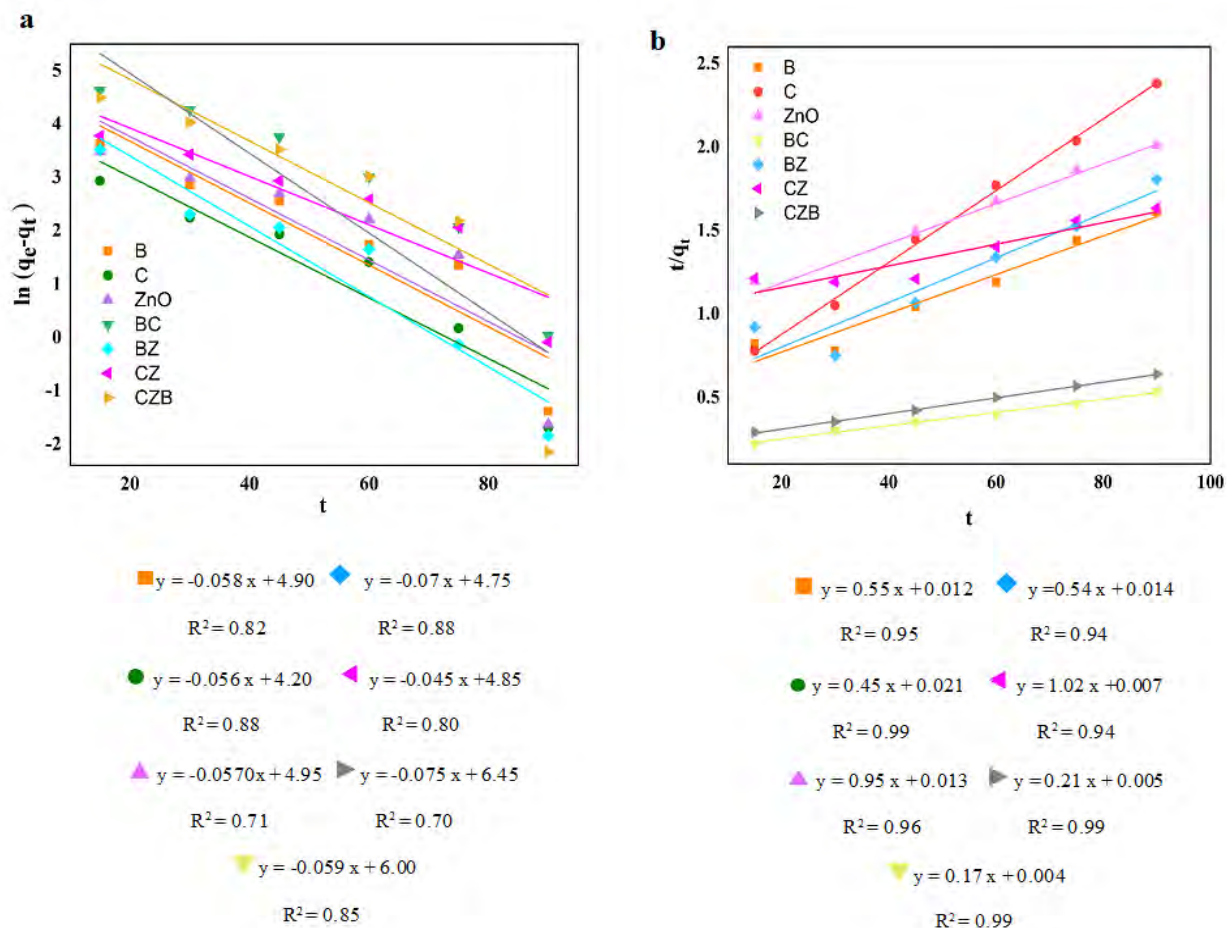 a
ln (qe-qt)
5
4
3
2
1
0
-1
-2
B
C
ZnO
BC
BZ
CZ
CZB
20
40
60
80
t
b
t/qt
2.5
2.0
1.5
1.0
0.5
B
C
ZnO
BC
BZ
CZ
CZB
20
40
60
80
100
t
y = -0.058 x + 4.90
R² = 0.82
y = -0.07 x + 4.75
R² = 0.88
y = -0.056 x + 4.20
R² = 0.88
y = -0.045 x +4.85
R² = 0.80
y = -0.0570x + 4.95
R² = 0.71
y = -0.075 x + 6.45
R² = 0.70
y = -0.059 x + 6.00
R² = 0.85
y = 0.55 x + 0.012
R² = 0.95
y =0.54 x + 0.014
R² = 0.94
y = 0.45 x + 0.021
R² = 0.99
y = 1.02 x +0.007
R² = 0.94
y = 0.95 x + 0.013
R² = 0.96
y = 0.21 x + 0.005
R² = 0.99
y = 0.17 x + 0.004
R² = 0.99